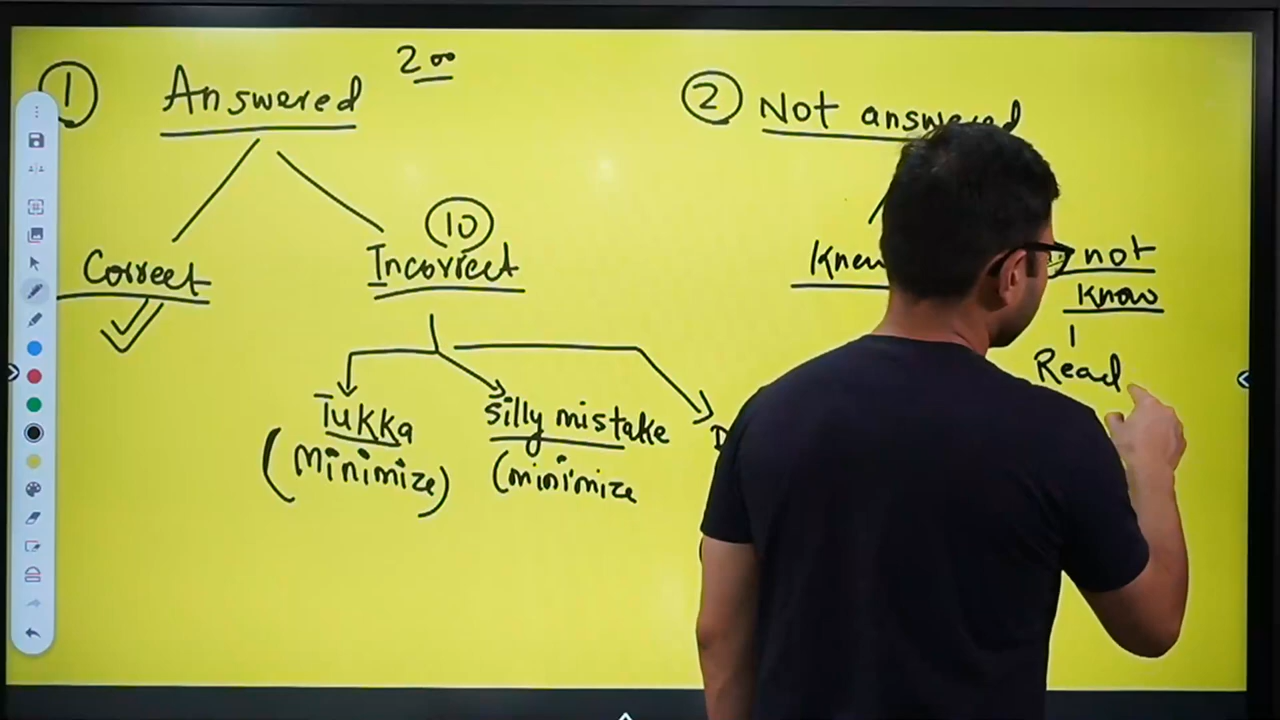 1 Answered 200
Correct
10
Incorrect
Tukka
(Minimize)
Silly mistake
(minimize
2 Not answered
not
Know
Read